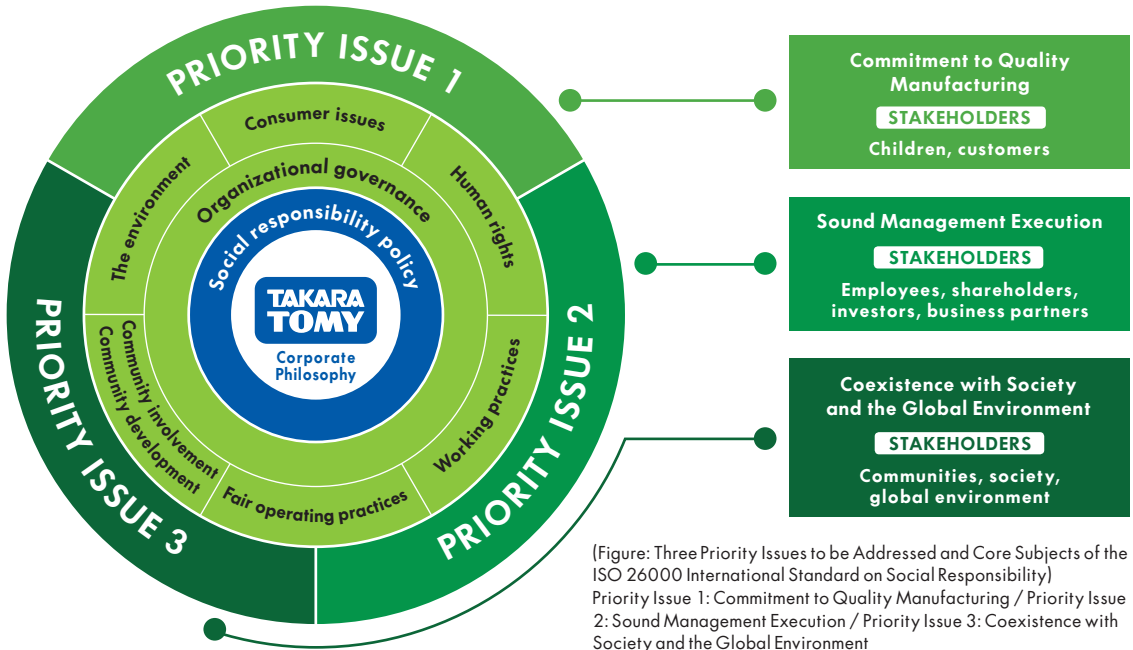 PRIORITY ISSUE 1
Consumer issues
The environment
Human rights
Organizational governance
Social responsibility policy
TAKARA
TOMY
Corporate
Philosophy
PRIORITY ISSUE 3
PRIORITY ISSUE 2
Community involvement
Community development
Working practices
Fair operating practices
Commitment to Quality
Manufacturing
STAKEHOLDERS
Children, customers
Sound Management Execution
STAKEHOLDERS
Employees, shareholders,
investors, business partners
Coexistence with Society
and the Global Environment
STAKEHOLDERS
Communities, society,
global environment
(Figure: Three Priority Issues to be Addressed and Core Subjects of the
ISO 26000 International Standard on Social Responsibility)
Priority Issue 1: Commitment to Quality Manufacturing / Priority Issue
2: Sound Management Execution / Priority Issue 3: Coexistence with
Society and the Global Environment